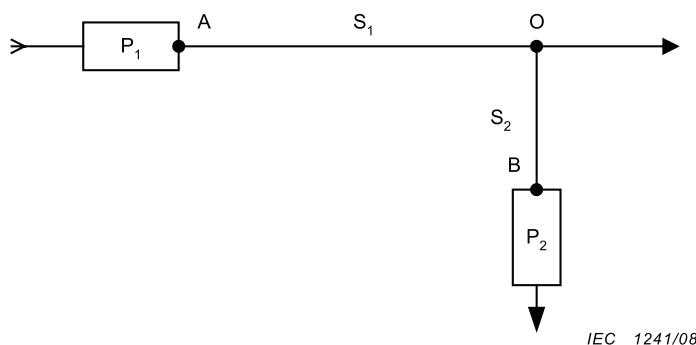 A S₁ O
P₁
S₂
B
P₂
IEC 1241/08